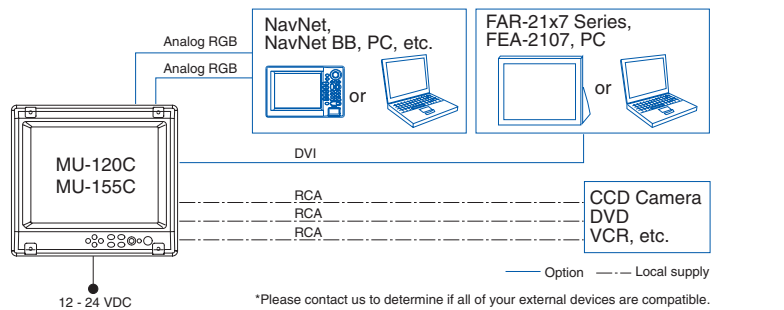 Analog RGB
Analog RGB
NavNet,
NavNet BB, PC, etc.
or
FAR-21x7 Series,
FEA-2107, PC
or
MU-120C
MU-155C
DVI
RCA
RCA
RCA
CCD Camera
DVD
VCR, etc.
Option
Local supply
12 - 24 VDC
*Please contact us to determine if all of your external devices are compatible.